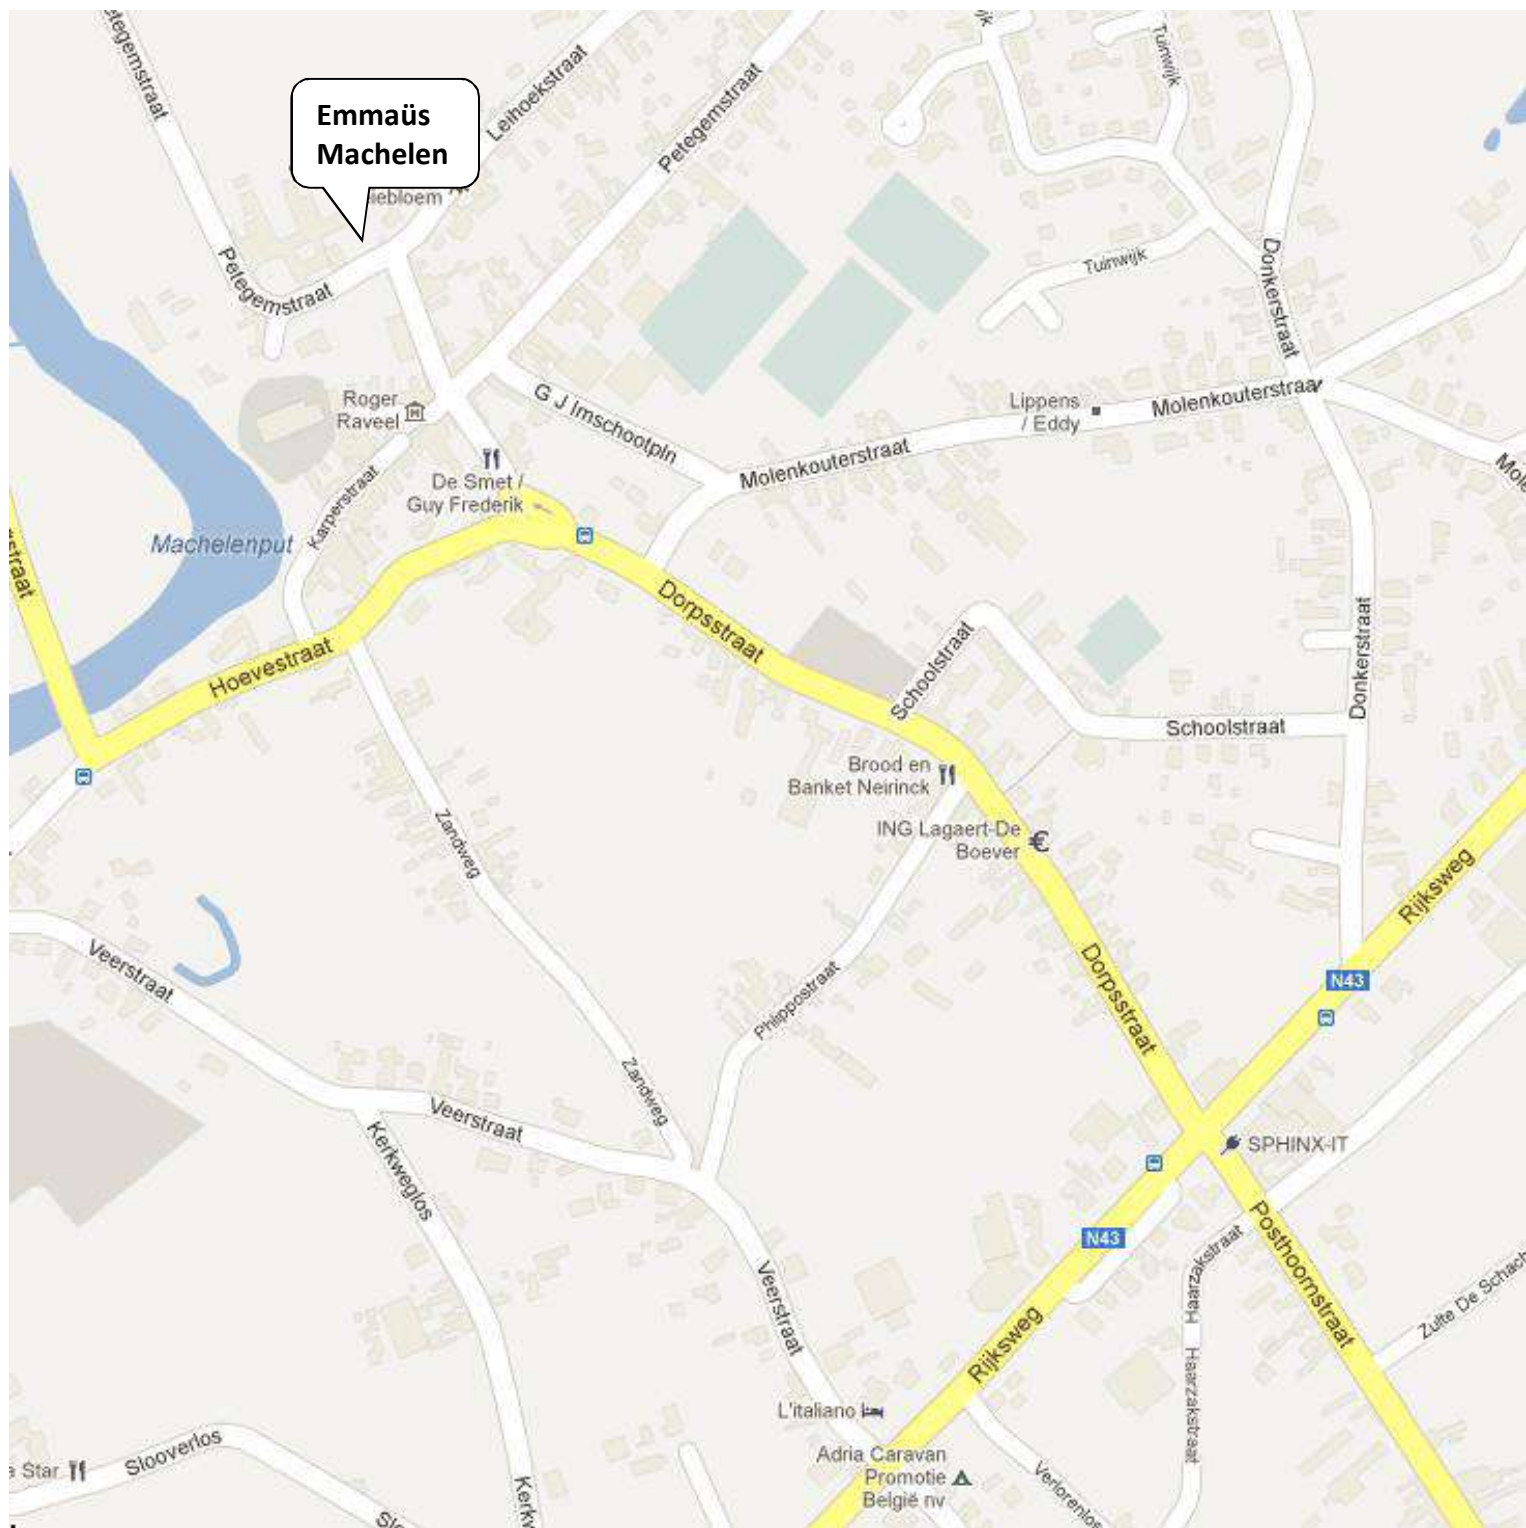 Petegemstraat
Emmaüs
Machelen
Leihoekstraat
Petegemstraat
Tuinwijk
Petegemstraat
Tuinwijk
Donkerstraat
Roger
Raveel
G J Imschootpln
Lippens
/ Eddy
Molenkouterstraat
Molenkouterstraat
De Smet /
Guy Frederik
Karperstraat
Machelenput
Dorpsstraat
Hoevestraat
Schoolstraat
Schoolstraat
Donkerstraat
Brood en
Banket Neirinck
ING Lagaert-De
Boever
Zandweg
Rijksweg
Veerstraat
Philippostraat
Dorpsstraat
N43
Zandweg
Veerstraat
Kerkweglos
SPHINX-IT
N43
Haarzakstraat
Posthoornstraat
Veerstraat
Rijksweg
Zulte De Schach
Haarzakstraat
L'italiano
Slooverlos
a Star
Adria Caravan
Promotie
België nv
Verlorenlos